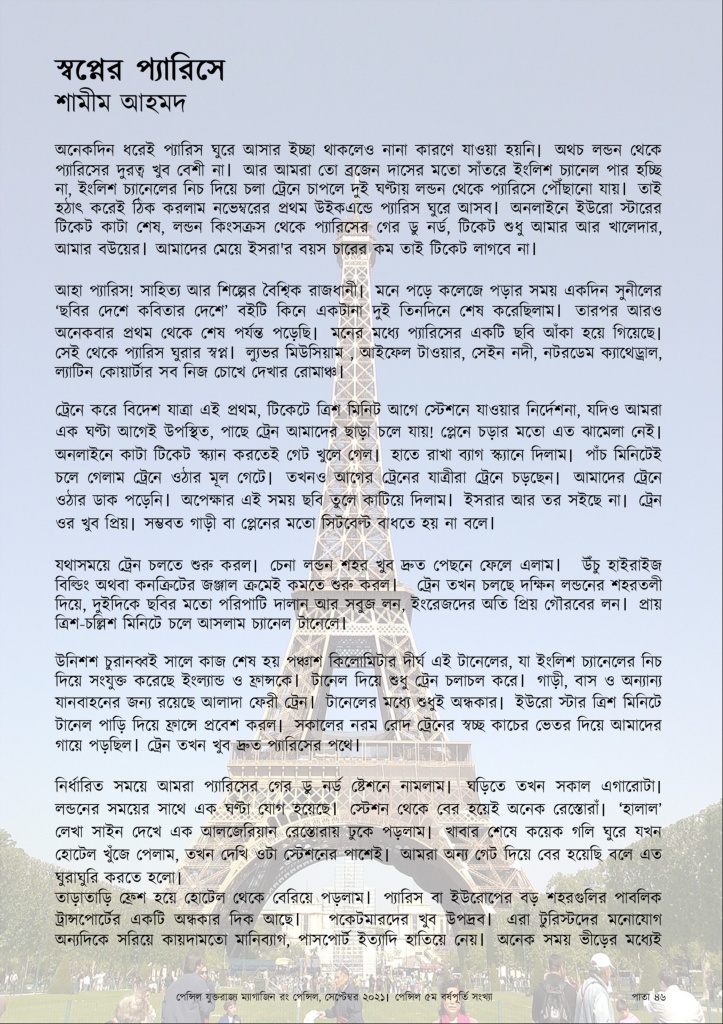 স্বপ্নের প্যারিসে
শামীম আহমদ
অনেকদিন ধরেই প্যারিস ঘুরে আসার ইচ্ছা থাকলেও নানা কারণে যাওয়া হয়নি। অথচ লন্ডন থেকে
প্যারিসের দুরত্ব খুব বেশী না। আর আমরা তো ব্রজেন দাসের মতো সাঁতরে ইংলিশ চ্যানেল পার হচ্ছি
না, ইংলিশ চ্যানেলের নিচ দিয়ে চলা ট্রেনে চাপলে দুই ঘণ্টায় লন্ডন থেকে প্যারিসে পৌঁছানো যায়। তাই
হঠাৎ করেই ঠিক করলাম নভেম্বরের প্রথম উইকএন্ডে প্যারিস ঘুরে আসব। অনলাইনে ইউরো স্টারের
টিকেট কাটা শেষ, লন্ডন কিংসক্রস থেকে প্যারিসের গের ডু নর্ড, টিকেট শুধু আমার আর খালেদার,
আমার বউয়ের। আমাদের মেয়ে ইসরা'র বয়স চারের কম তাই টিকেট লাগবে না।
আহা প্যারিস! সাহিত্য আর শিল্পের বৈশ্বিক রাজধানী। মনে পড়ে কলেজে পড়ার সময় একদিন সুনীলের
‘ছবির দেশে কবিতার দেশে’ বইটি কিনে একটানা দুই তিনদিনে শেষ করেছিলাম। তারপর আরও
অনেকবার প্রথম থেকে শেষ পর্যন্ত পড়েছি। মনের মধ্যে প্যারিসের একটি ছবি আঁকা হয়ে গিয়েছে।
সেই থেকে প্যারিস ঘুরার স্বপ্ন। ল্যুভর মিউসিয়াম , আইফেল টাওয়ার, সেইন নদী, নটরডেম ক্যাথেড্রাল,
ল্যাটিন কোয়ার্টার সব নিজ চোখে দেখার রোমাঞ্চ।
ট্রেনে করে বিদেশ যাত্রা এই প্রথম, টিকেটে ত্রিশ মিনিট আগে স্টেশনে যাওয়ার নির্দেশনা, যদিও আমরা
এক ঘণ্টা আগেই উপস্থিত, পাছে ট্রেন আমাদের ছাড়া চলে যায়! প্লেনে চড়ার মতো এত ঝামেলা নেই।
অনলাইনে কাটা টিকেট স্ক্যান করতেই গেট খুলে গেল। হাতে রাখা ব্যাগ স্ক্যানে দিলাম। পাঁচ মিনিটেই
চলে গেলাম ট্রেনে ওঠার মূল গেটে। তখনও আগের ট্রেনের যাত্রীরা ট্রেনে চড়ছেন। আমাদের ট্রেনে
ওঠার ডাক পড়েনি। অপেক্ষার এই সময় ছবি তুলে কাটিয়ে দিলাম। ইসরার আর তর সইছে না। ট্রেন
ওর খুব প্রিয়। সম্ভবত গাড়ী বা প্লেনের মতো সিটবেল্ট বাধতে হয় না বলে।
যথাসময়ে ট্রেন চলতে শুরু করল। চেনা লন্ডন শহর খুব দ্রুত পেছনে ফেলে এলাম। উঁচু হাইরাইজ
বিল্ডিং অথবা কনক্রিটের জঞ্জাল ক্রমেই কমতে শুরু করল। ট্রেন তখন চলছে দক্ষিন লন্ডনের শহরতলী
দিয়ে, দুইদিকে ছবির মতো পরিপাটি দালান আর সবুজ লন, ইংরেজদের অতি প্রিয় গৌরবের লন। প্রায়
ত্রিশ-চল্লিশ মিনিটে চলে আসলাম চ্যানেল টানেলে।
উনিশশ চুরানব্বই সালে কাজ শেষ হয় পঞ্চাশ কিলোমিটার দীর্ঘ এই টানেলের, যা ইংলিশ চ্যানেলের নিচ
দিয়ে সংযুক্ত করেছে ইংল্যান্ড ও ফ্রান্সকে। টানেল দিয়ে শুধু ট্রেন চলাচল করে। গাড়ী, বাস ও অন্যান্য
যানবাহনের জন্য রয়েছে আলাদা ফেরী ট্রেন। টানেলের মধ্যে শুধুই অন্ধকার। ইউরো স্টার ত্রিশ মিনিটে
টানেল পাড়ি দিয়ে ফ্রান্সে প্রবেশ করল। সকালের নরম রোদ ট্রেনের স্বচ্ছ কাচের ভেতর দিয়ে আমাদের
গায়ে পড়ছিল। ট্রেন তখন খুব দ্রুত প্যারিসের পথে।
নির্ধারিত সময়ে আমরা প্যারিসের গের ডু নর্ড ষ্টেশনে নামলাম। ঘড়িতে তখন সকাল এগারোটা।
লন্ডনের সময়ের সাথে এক ঘণ্টা যোগ হয়েছে। স্টেশন থেকে বের হয়েই অনেক রেস্তোরাঁ। ‘হালাল’
লেখা সাইন দেখে এক আলজেরিয়ান রেস্তোরায় ঢুকে পড়লাম। খাবার শেষে কয়েক গলি ঘুরে যখন
হোটেল খুঁজে পেলাম, তখন দেখি ওটা স্টেশনের পাশেই। আমরা অন্য গেট দিয়ে বের হয়েছি বলে এত
ঘুরাঘুরি করতে হলো।
তাড়াতাড়ি ফ্রেশ হয়ে হোটেল থেকে বেরিয়ে পড়লাম। প্যারিস বা ইউরোপের বড় শহরগুলির পাবলিক
ট্রান্সপোর্টের একটি অন্ধকার দিক আছে। পকেটমারদের খুব উপদ্রব। এরা টুরিস্টদের মনোযোগ
অন্যদিকে সরিয়ে কায়দামতো মানিব্যাগ, পাসপোর্ট ইত্যাদি হাতিয়ে নেয়। অনেক সময় ভীড়ের মধ্যেই
পেন্সিল যুক্তরাজ্য ম্যাগাজিন রং পেন্সিল, সেপ্টেম্বর ২০২১। পেন্সিল ৫ম বর্ষপূর্তি সংখ্যা পাতা ৪৬